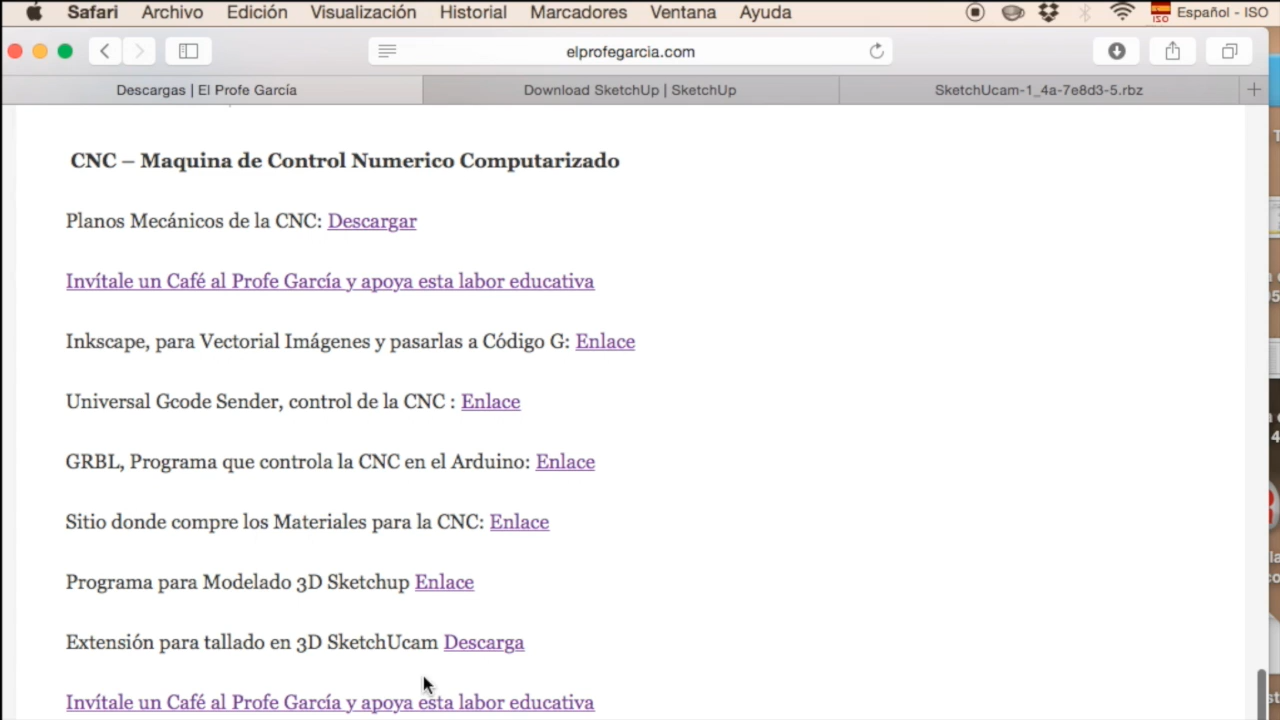 Safari Archivo Edición Visualización Historial Marcadores Ventana Ayuda ISO Español - ISO
elprofegarcia.com
Descargas | El Profe García Download SketchUp | SketchUp SketchUcam-1_4a-7e8d3-5.rbz
CNC – Maquina de Control Numerico Computarizado
Planos Mecánicos de la CNC: Descargar
Invítale un Café al Profe García y apoya esta labor educativa
Inkscape, para Vectorial Imágenes y pasarlas a Código G: Enlace
Universal Gcode Sender, control de la CNC : Enlace
GRBL, Programa que controla la CNC en el Arduino: Enlace
Sitio donde compre los Materiales para la CNC: Enlace
Programa para Modelado 3D Sketchup Enlace
Extensión para tallado en 3D SketchUcam Descarga
Invítale un Café al Profe García y apoya esta labor educativa